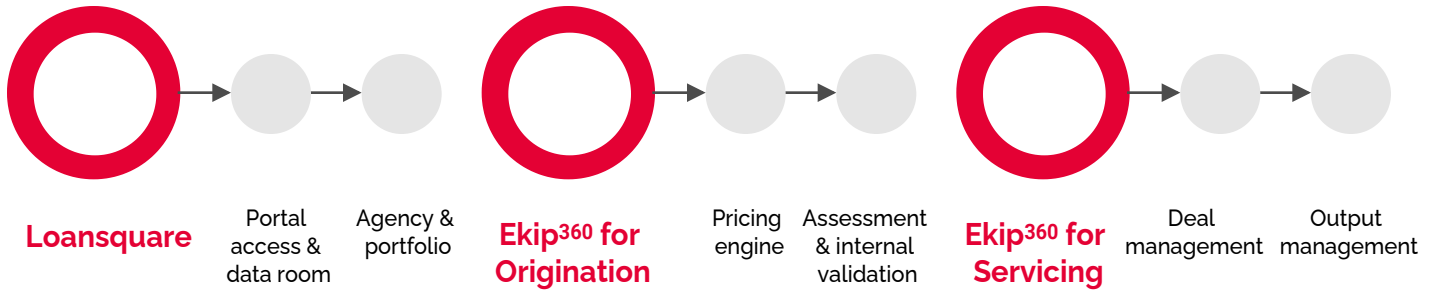 Loansquare
Portal
access &
data room
Agency &
portfolio
Ekip360 for
Origination
Pricing
engine
Assessment
& internal
validation
Ekip360 for
Servicing
Deal
management
Output
management